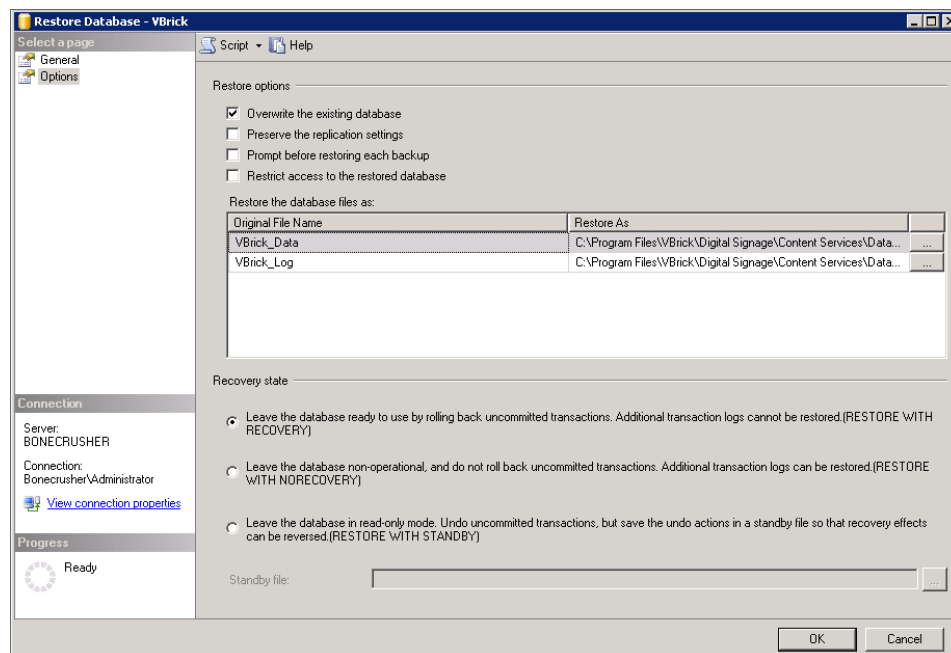 Restore Database - VBrick
Select a page
General
Options
Script
Help
Restore options
Overwrite the existing database
Preserve the replication settings
Prompt before restoring each backup
Restrict access to the restored database
Restore the database files as:
Original File Name Restore As
VBrick_Data C:\Program Files\VBrick\Digital Signage\Content Services\Data... ...
VBrick_Log C:\Program Files\VBrick\Digital Signage\Content Services\Data... ...
Recovery state
Leave the database ready to use by rolling back uncommitted transactions. Additional transaction logs cannot be restored.(RESTORE WITH
RECOVERY)
Leave the database non-operational, and do not roll back uncommitted transactions. Additional transaction logs can be restored.(RESTORE
WITH NORECOVERY)
Leave the database in read-only mode. Undo uncommitted transactions, but save the undo actions in a standby file so that recovery effects
can be reversed.(RESTORE WITH STANDBY)
Standby file: ...
Connection
Server:
BONECRUSHER
Connection:
Bonecrusher\Administrator
View connection properties
Progress
Ready
OK Cancel